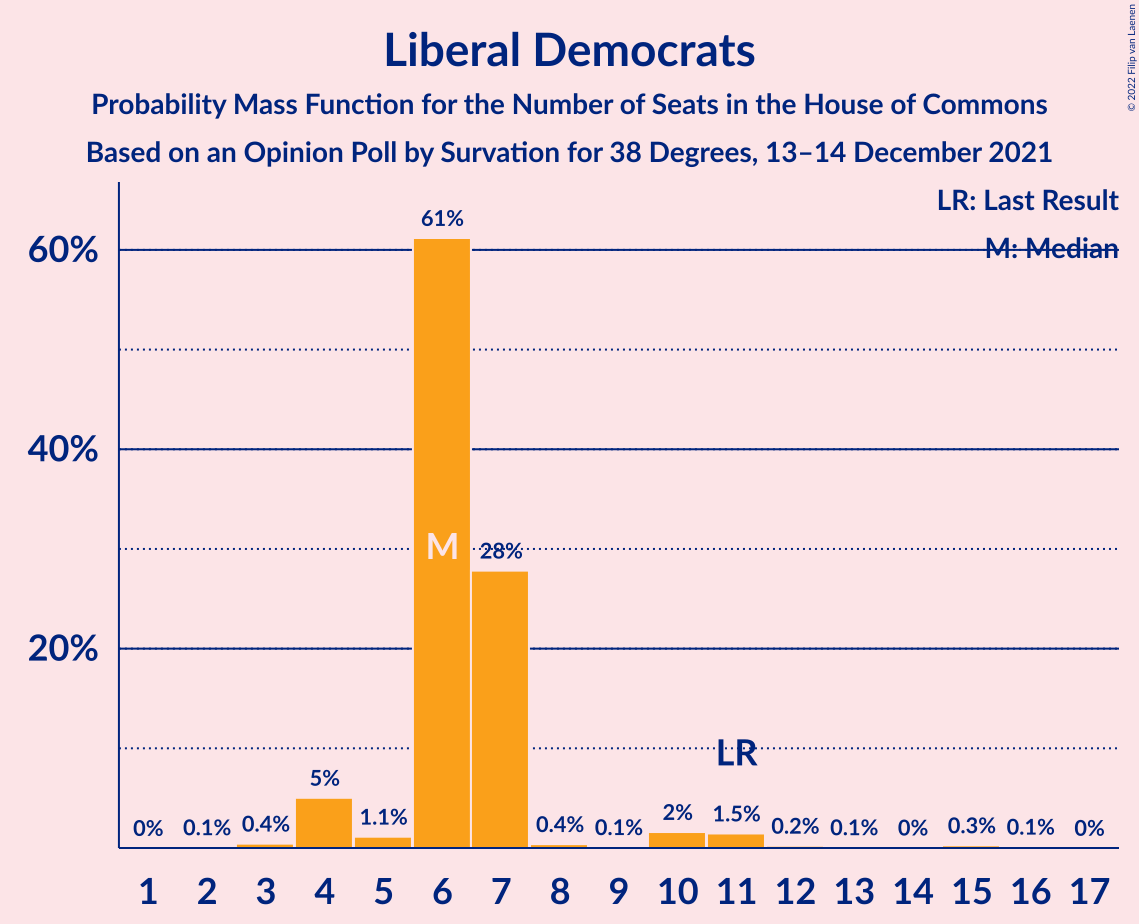 Liberal Democrats
Probability Mass Function for the Number of Seats in the House of Commons
Based on an Opinion Poll by Survation for 38 Degrees, 13–14 December 2021
© 2022 Filip van Laenen
LR: Last Result
M: Median
60%
40%
20%
0%
0.1%
0.4%
5%
1.1%
61%
M
28%
0.4%
0.1%
2%
LR
1.5%
0.2%
0.1%
0%
0.3%
0.1%
0%
1 2 3 4 5 6 7 8 9 10 11 12 13 14 15 16 17